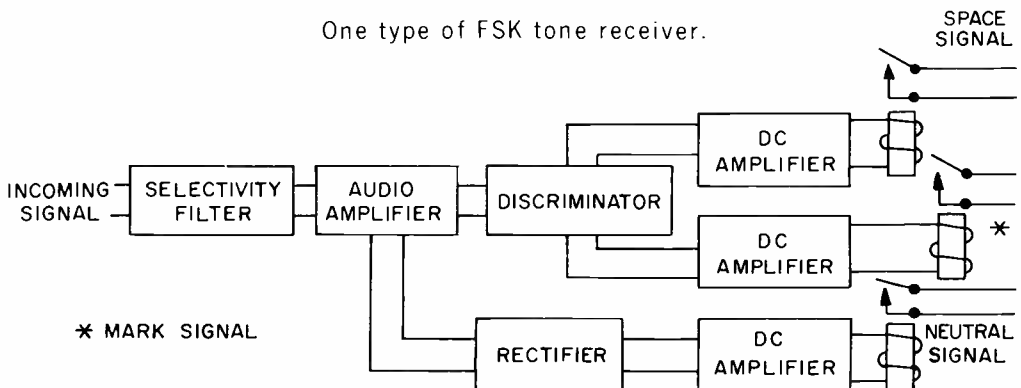 One type of FSK tone receiver.
SPACE
SIGNAL
DC
AMPLIFIER
INCOMING
SIGNAL
SELECTIVITY
FILTER
AUDIO
AMPLIFIER
DISCRIMINATOR
*
DC
AMPLIFIER
* MARK SIGNAL
RECTIFIER
DC
AMPLIFIER
NEUTRAL
SIGNAL